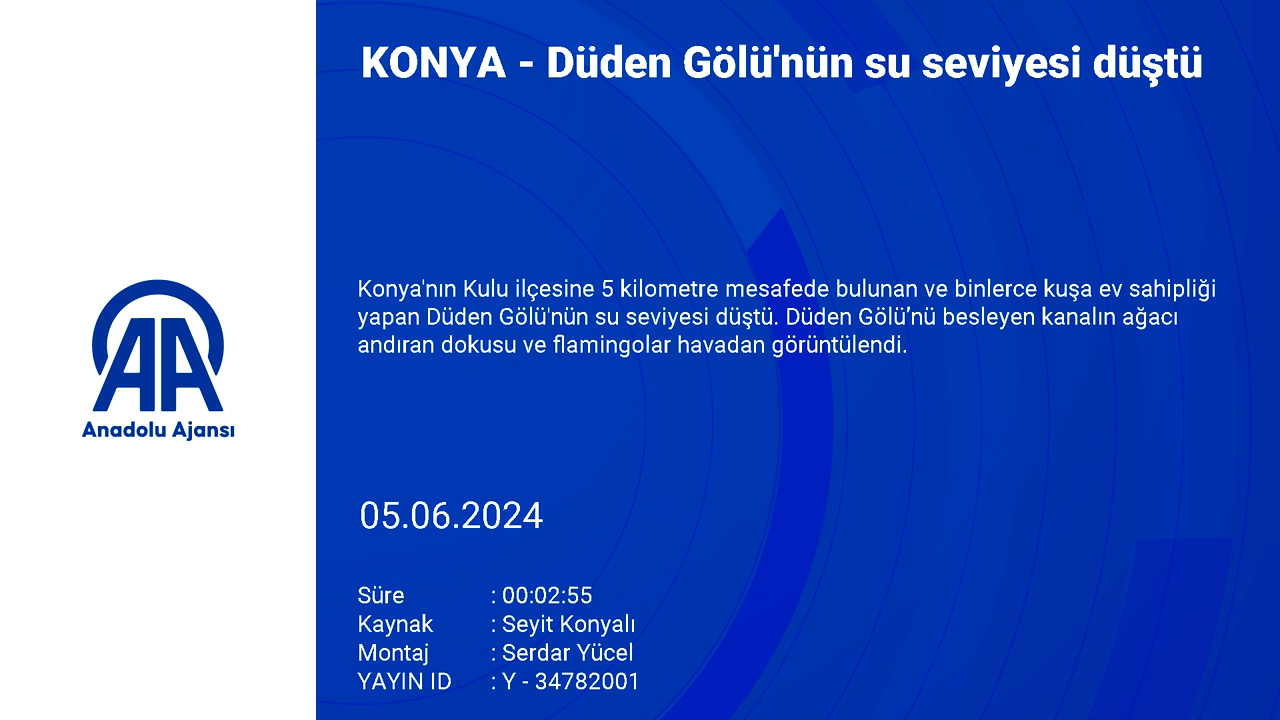 KONYA - Düden Gölü'nün su seviyesi düştü
Konya'nın Kulu ilçesine 5 kilometre mesafede bulunan ve binlerce kuşa ev sahipliği
yapan Düden Gölü'nün su seviyesi düştü. Düden Gölü’nü besleyen kanalın ağacı
andıran dokusu ve flamingolar havadan görüntülendi.
AA
Anadolu Ajansı
05.06.2024
Süre : 00:02:55
Kaynak : Seyit Konyalı
Montaj : Serdar Yücel
YAYIN ID : Y - 34782001